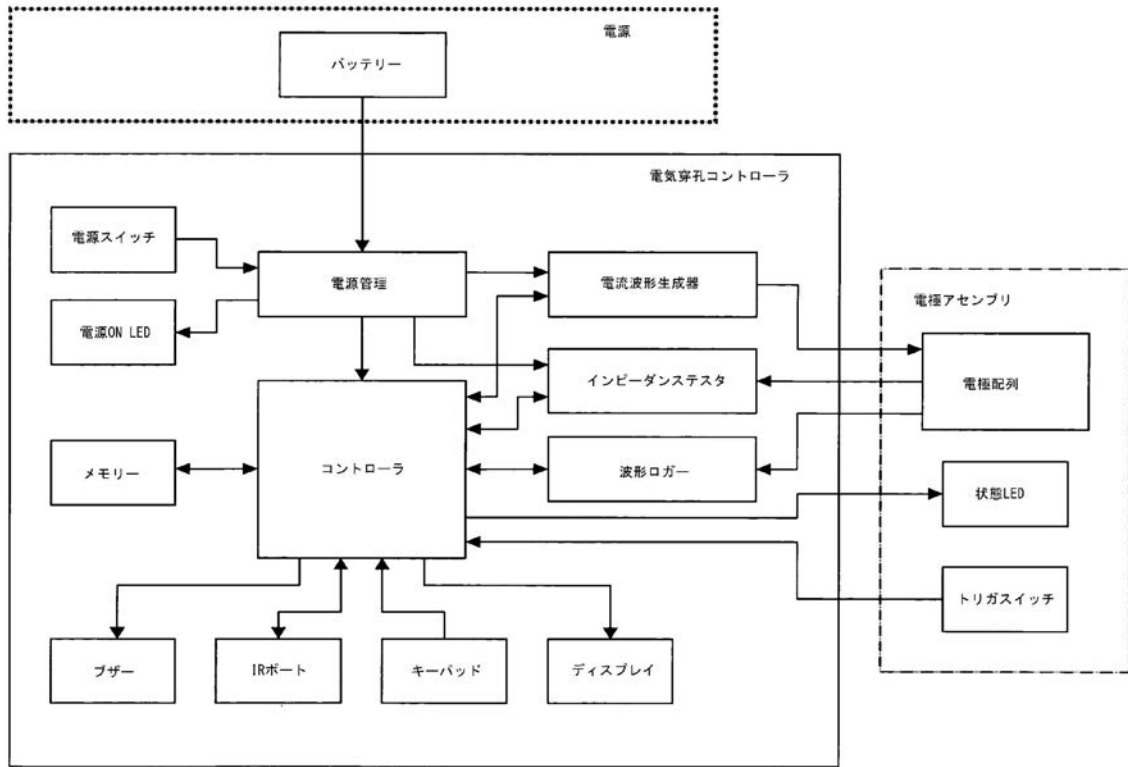 電源
バッテリー
電気穿孔コントローラ
電源スイッチ
電源管理
電流波形生成器
電極アセンブリ
電源ON LED
電極配列
インピーダンステスタ
メモリー
コントローラ
波形ロガー
状態LED
トリガスイッチ
ブザー
IRポート
キーパッド
ディスプレイ